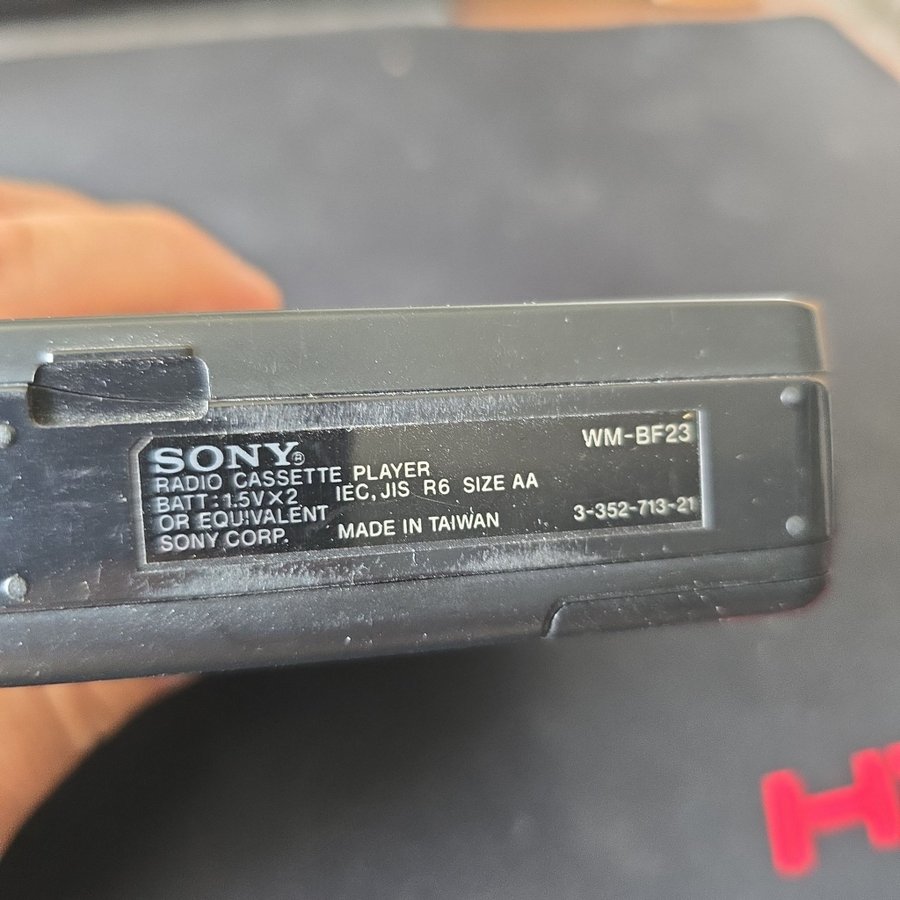 SONY®
WM-BF23
RADIO CASSETTE PLAYER
BATT: 1.5V×2 IEC, JIS R6 SIZE AA
OR EQUIVALENT
3-352-713-21
SONY CORP. MADE IN TAIWAN